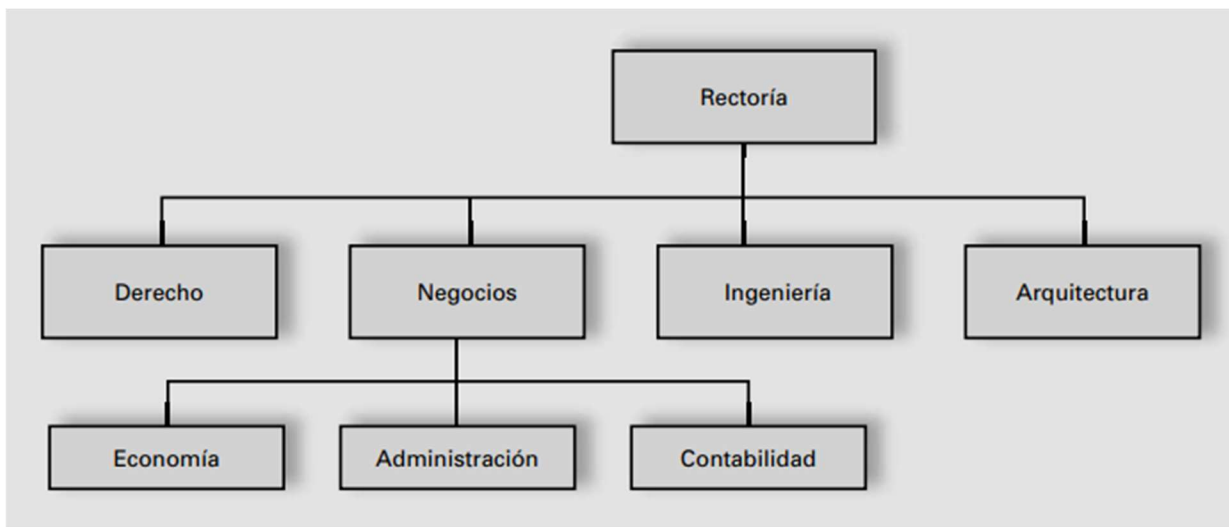 Rectoría
Derecho
Negocios
Ingeniería
Arquitectura
Economía
Administración
Contabilidad